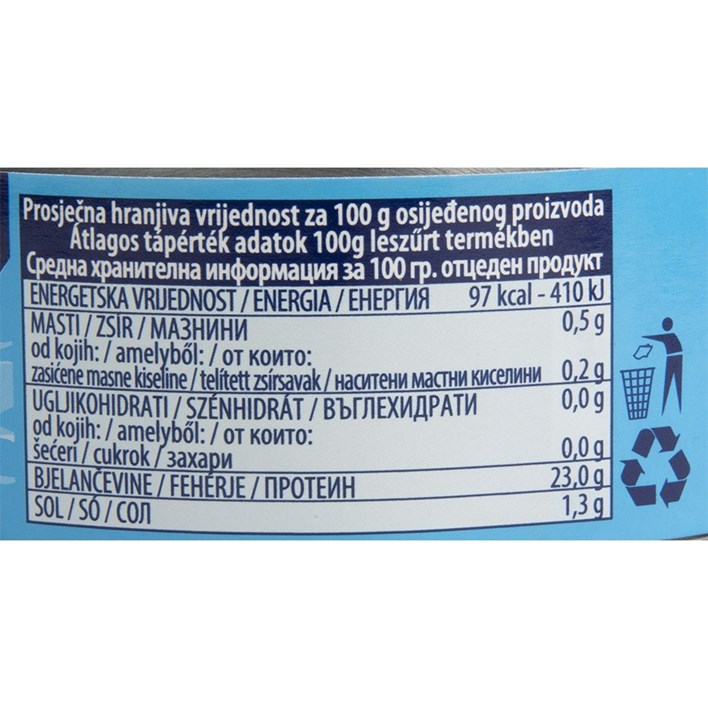 Prosječna hranjiva vrijednost za 100 g osijeđenog proizvoda
Átlagos tápérték adatok 100g leszűrt termékben
Средна хранителна информация за 100 гр. отцеден продукт
ENERGETSKA VRIJEDNOST / ENERGIA / ЕНЕРГИЯ 97 kcal - 410 kJ
MASTI / ZSÍR / МАЗНИНИ 0,5 g
od kojih: / amelyből: / от които:
zasićene masne kiseline / telített zsírsavak / наситени мастни киселини 0,2 g
UGLJIKOHIDRATI / SZÉNHIDRÁT / ВЪГЛЕХИДРАТИ 0,0 g
od kojih: / amelyből: / от които:
šećeri / cukrok / захари 0,0 g
BJELANČEVINE / FEHÉRJE / ПРОТЕИН 23,0 g
SOL / SÓ / СОЛ 1,3 g